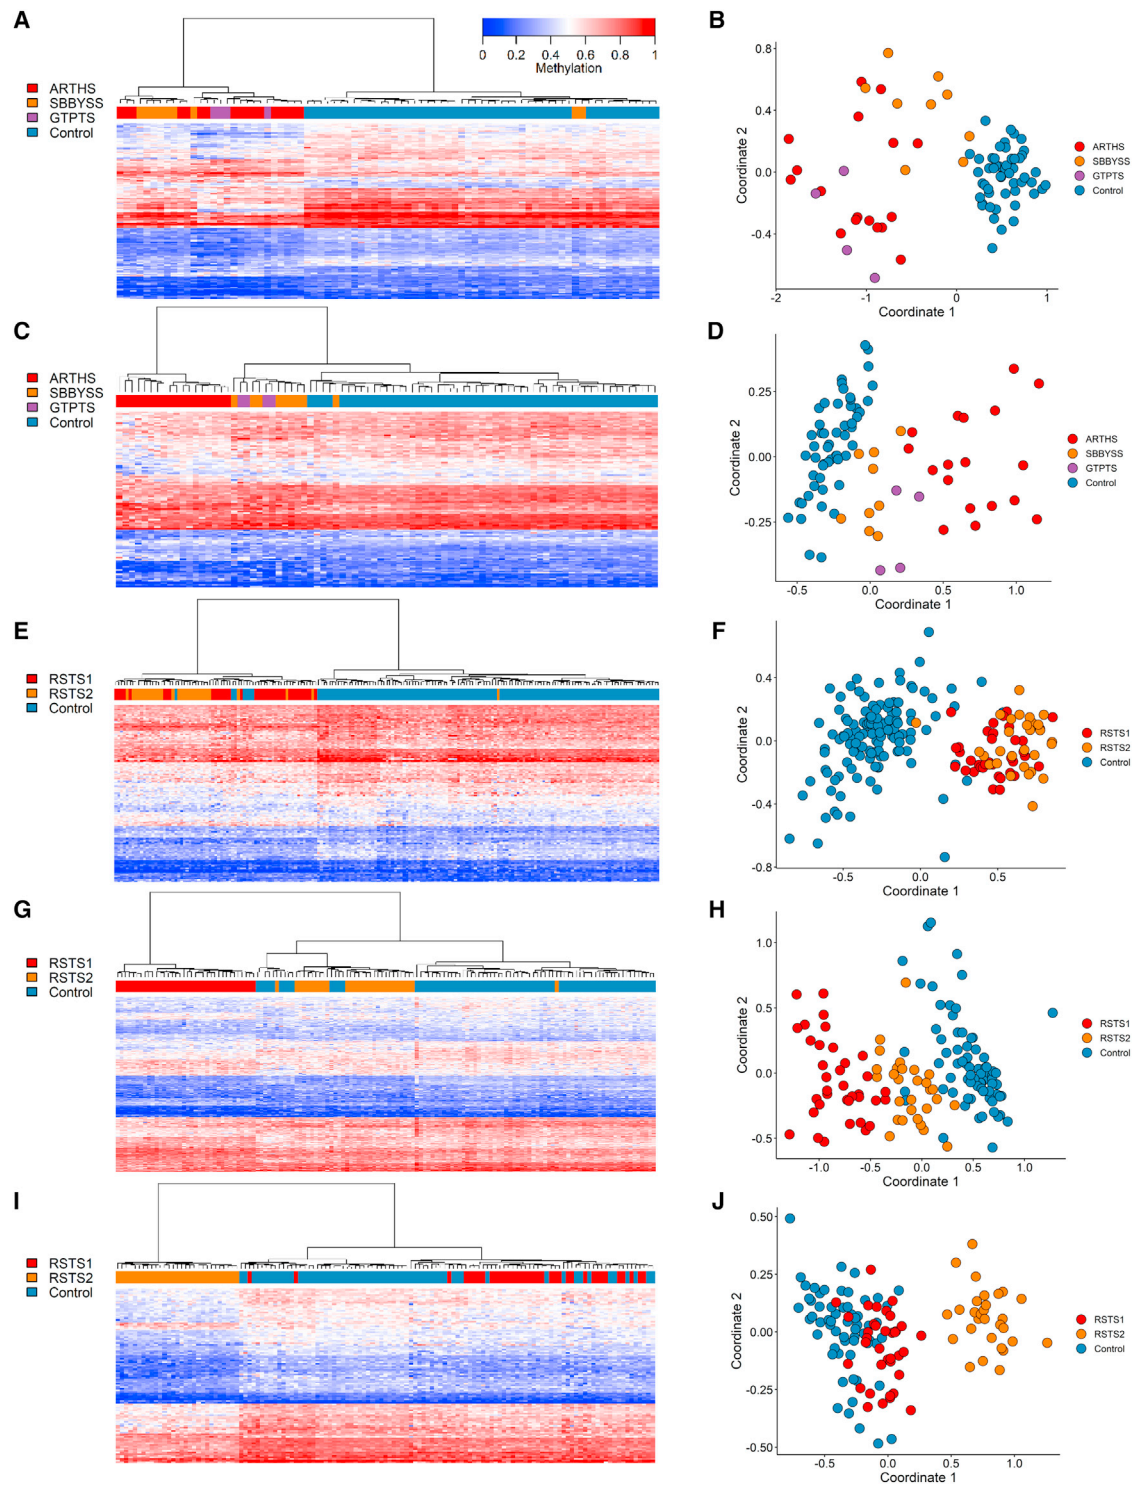 A
B
0 0.2 0.4 0.6 0.8 1
Methylation
ARTHS
SBBYSS
GTPTS
Control
0.8
0.4
0.0
-0.4
Coordinate 2
-2 -1 0 1
Coordinate 1
ARTHS
SBBYSS
GTPTS
Control
C
D
ARTHS
SBBYSS
GTPTS
Control
0.25
0.00
-0.25
Coordinate 2
-0.5 0.0 0.5 1.0
Coordinate 1
ARTHS
SBBYSS
GTPTS
Control
E
F
RSTS1
RSTS2
Control
0.4
0.0
-0.4
-0.8
Coordinate 2
-0.5 0.0 0.5
Coordinate 1
RSTS1
RSTS2
Control
G
H
RSTS1
RSTS2
Control
1.0
0.5
0.0
-0.5
Coordinate 2
-1.0 -0.5 0.0 0.5 1.0
Coordinate 1
RSTS1
RSTS2
Control
I
J
RSTS1
RSTS2
Control
0.50
0.25
0.00
-0.25
-0.50
Coordinate 2
-0.5 0.0 0.5 1.0
Coordinate 1
RSTS1
RSTS2
Control